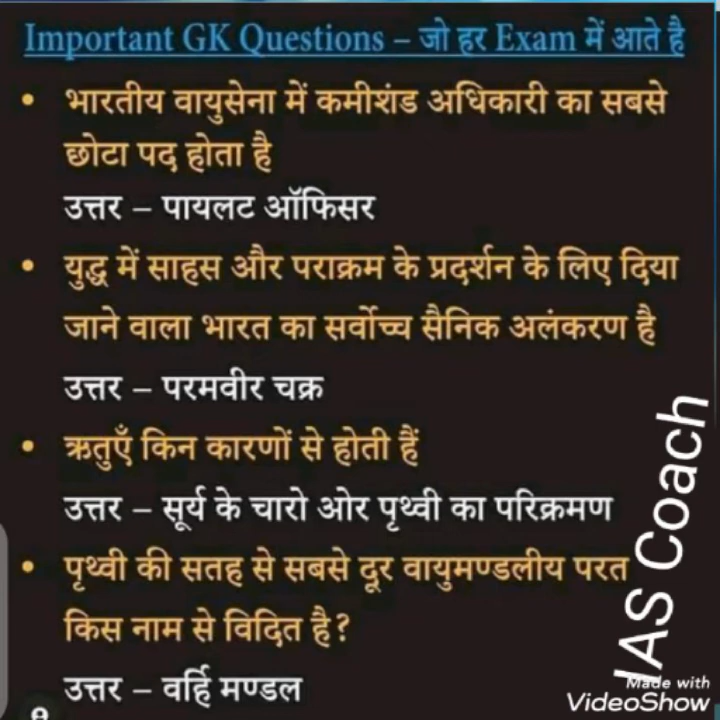 Important GK Questions – जो हर Exam में आते है
• भारतीय वायुसेना में कमीशंड अधिकारी का सबसे
छोटा पद होता है
उत्तर – पायलट ऑफिसर
• युद्ध में साहस और पराक्रम के प्रदर्शन के लिए दिया
जाने वाला भारत का सर्वोच्च सैनिक अलंकरण है
उत्तर – परमवीर चक्र
• ऋतुएँ किन कारणों से होती हैं
उत्तर – सूर्य के चारो ओर पृथ्वी का परिक्रमण
• पृथ्वी की सतह से सबसे दूर वायुमण्डलीय परत
किस नाम से विदित है?
उत्तर – वर्हि मण्डल
IAS Coach
Made with
VideoShow